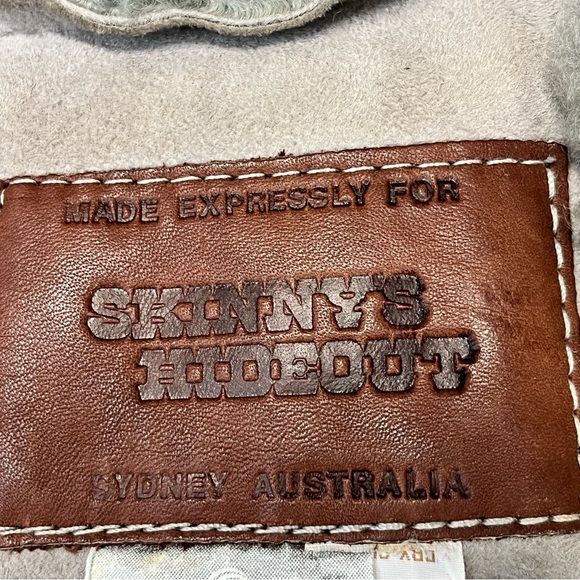 MADE EXPRESSLY FOR
SKINNY'S
HIDEOUT
SYDNEY AUSTRALIA